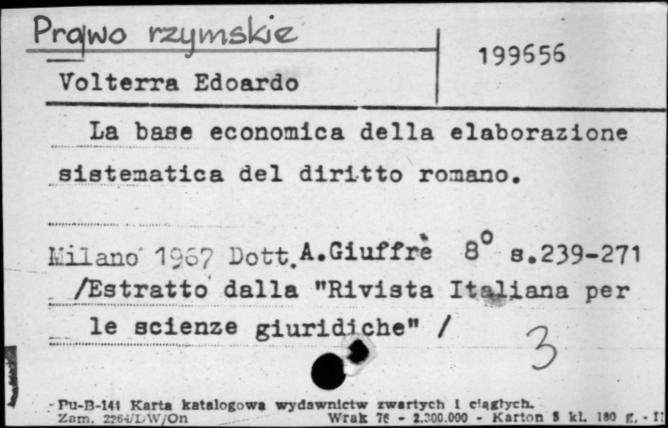 Prawo rzymskie
199656
Volterra Edoardo
La base economica della elaborazione
sistematica del diritto romano.
Milano 1967 Dott. A.Giuffrè 8° s.239-271
/Estratto dalla "Rivista Italiana per
le scienze giuridiche" /
3
Pu-B-141 Karta katalogowa wydawnictw zwartych i ciągłych.
Zam. 2264/DW/On Wrak 76 - 2.300.000 - Karton 8 kl. 180 g. - II